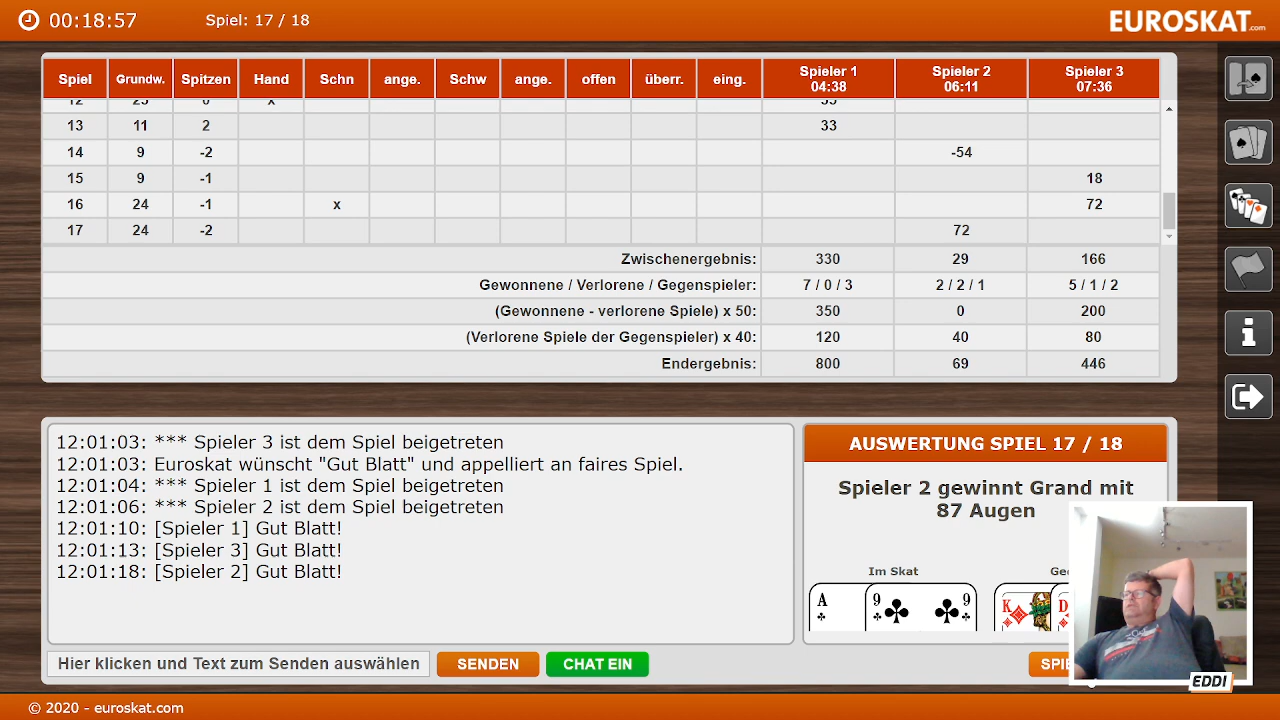 00:18:57 Spiel: 17 / 18 EUROSKAT.com
Spiel Grundw. Spitzen Hand Schn ange. Schw ange. offen überr. eing. Spieler 1 04:38 Spieler 2 06:11 Spieler 3 07:36
13 11 2 33
14 9 -2 -54
15 9 -1 18
16 24 -1 x 72
17 24 -2 72
Zwischenergebnis: 330 29 166
Gewonnene / Verlorene / Gegenspieler: 7 / 0 / 3 2 / 2 / 1 5 / 1 / 2
(Gewonnene - verlorene Spiele) x 50: 350 0 200
(Verlorene Spiele der Gegenspieler) x 40: 120 40 80
Endergebnis: 800 69 446
12:01:03: *** Spieler 3 ist dem Spiel beigetreten
12:01:03: Euroskat wünscht "Gut Blatt" und appelliert an faires Spiel.
12:01:04: *** Spieler 1 ist dem Spiel beigetreten
12:01:06: *** Spieler 2 ist dem Spiel beigetreten
12:01:10: [Spieler 1] Gut Blatt!
12:01:13: [Spieler 3] Gut Blatt!
12:01:18: [Spieler 2] Gut Blatt!
Hier klicken und Text zum Senden auswählen SENDEN CHAT EIN
AUSWERTUNG SPIEL 17 / 18
Spieler 2 gewinnt Grand mit
87 Augen
Im Skat
A 9 9 K D
EDDI
© 2020 - euroskat.com